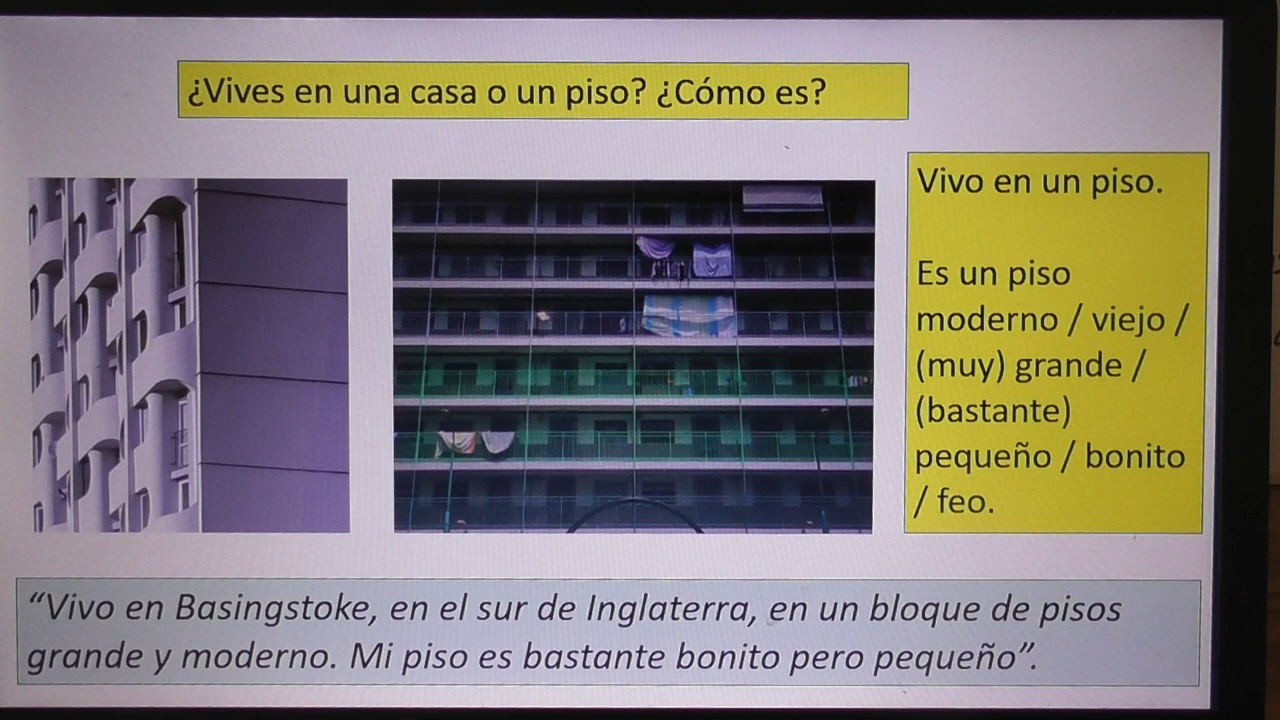 ¿Vives en una casa o un piso? ¿Cómo es?
Vivo en un piso.
Es un piso
moderno / viejo /
(muy) grande /
(bastante)
pequeño / bonito
/ feo.
“Vivo en Basingstoke, en el sur de Inglaterra, en un bloque de pisos
grande y moderno. Mi piso es bastante bonito pero pequeño”.